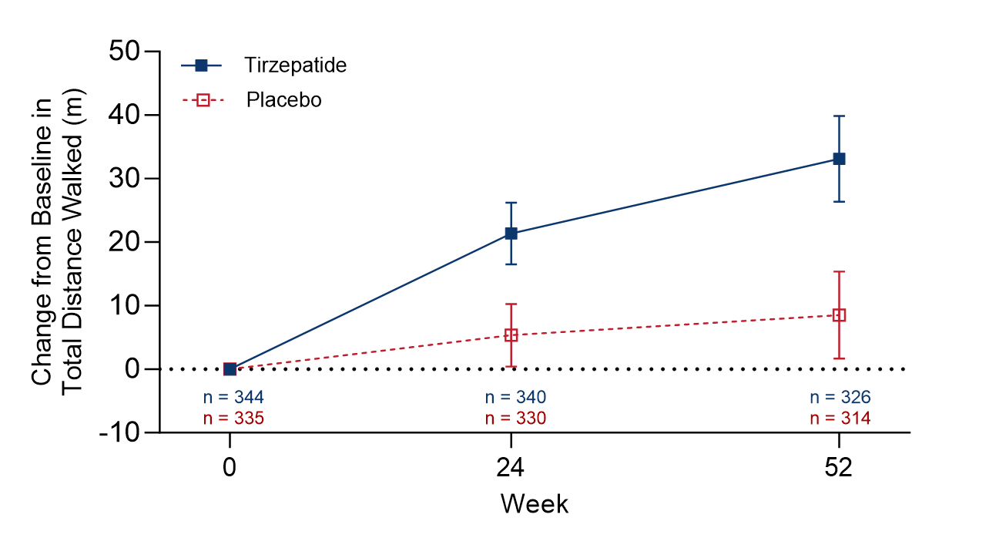 Change from Baseline in
Total Distance Walked (m)
50
40
30
20
10
0
-10
Tirzepatide
Placebo
n = 344
n = 335
n = 340
n = 330
n = 326
n = 314
0
24
52
Week